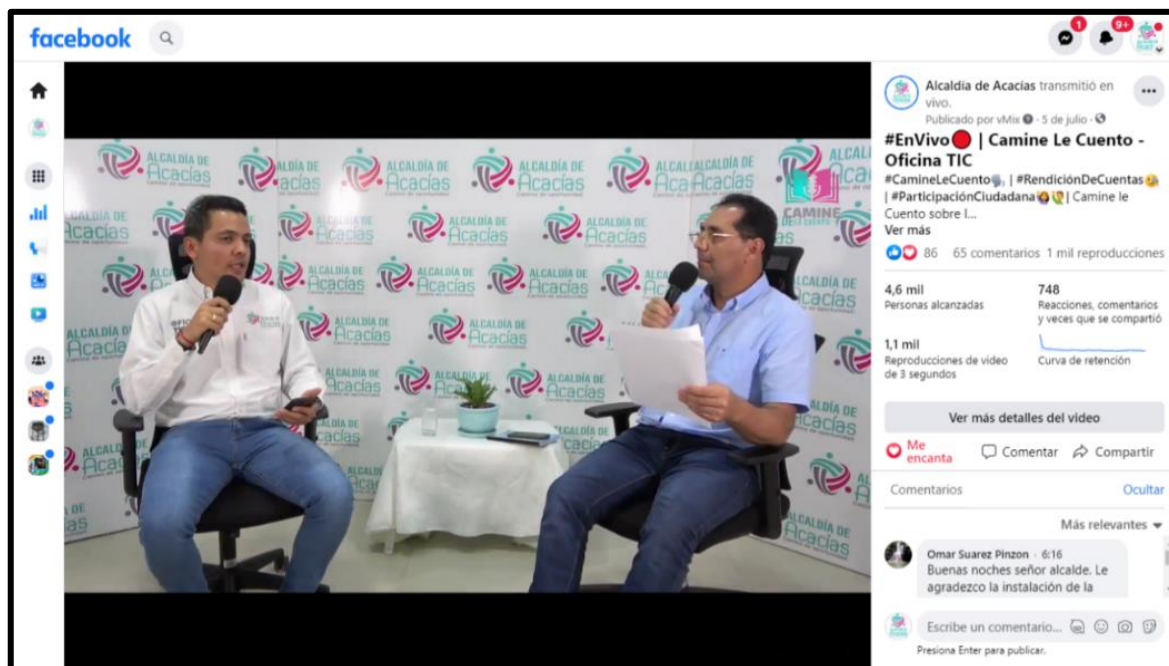 facebook
1
9+
Alcaldía de Acacías transmitió en
vivo.
Publicado por vMix · 5 de julio ·
#EnVivo🔴 | Camine Le Cuento -
Oficina TIC
#CamineLeCuento🗣️ | #RendiciónDeCuentas
| #ParticipaciónCiudadana | Camine le
Cuento sobre l...
Ver más
86 65 comentarios 1 mil reproducciones
4,6 mil
Personas alcanzadas
748
Reacciones, comentarios
y veces que se compartió
1,1 mil
Reproducciones de video
de 3 segundos
Curva de retención
Ver más detalles del video
Me
encanta
Comentar
Compartir
Comentarios
Ocultar
Más relevantes
Omar Suarez Pinzon · 6:16
Buenas noches señor alcalde. Le
agradezco la instalación de la
Escribe un comentario...
Presiona Enter para publicar.
ALCALDÍA DE
Acacías
CAMINE
LE CUENTO